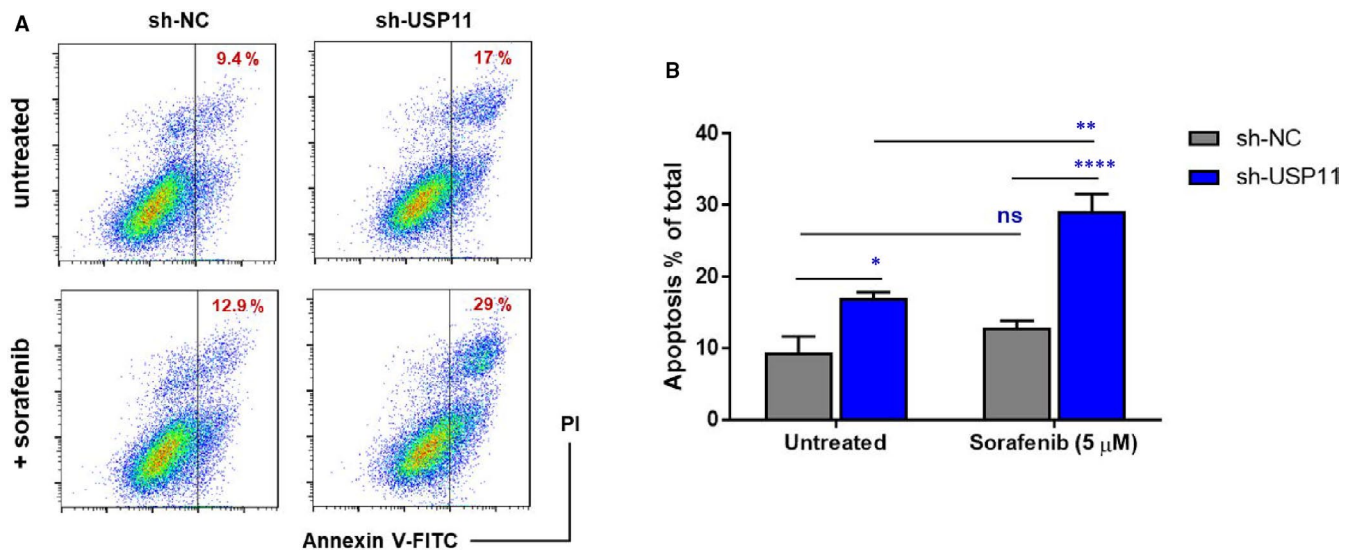 A
sh-NC
sh-USP11
untreated
9.4 %
17 %
+ sorafenib
12.9 %
29 %
PI
Annexin V-FITC
B
Apoptosis % of total
40
30
20
10
0
**
****
ns
*
Untreated
Sorafenib (5 μM)
sh-NC
sh-USP11